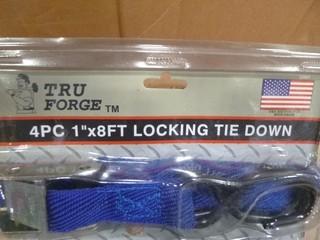 TRU
FORGE TM
4PC 1"x8FT LOCKING TIE DOWN